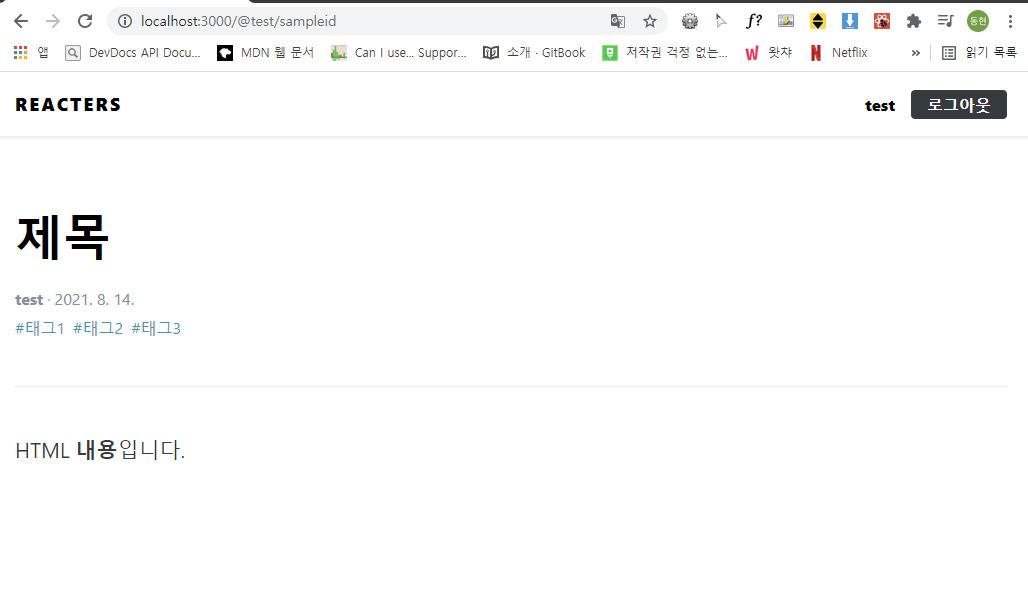 localhost:3000/@test/sampleid
f?
동현
앱 DevDocs API Docu... MDN 웹 문서 Can I use... Suppor... 소개 · GitBook 저작권 걱정 없는... 왓챠 Netflix » 읽기 목록
REACTERS test 로그아웃
제목
test · 2021. 8. 14.
#태그1 #태그2 #태그3
HTML 내용입니다.